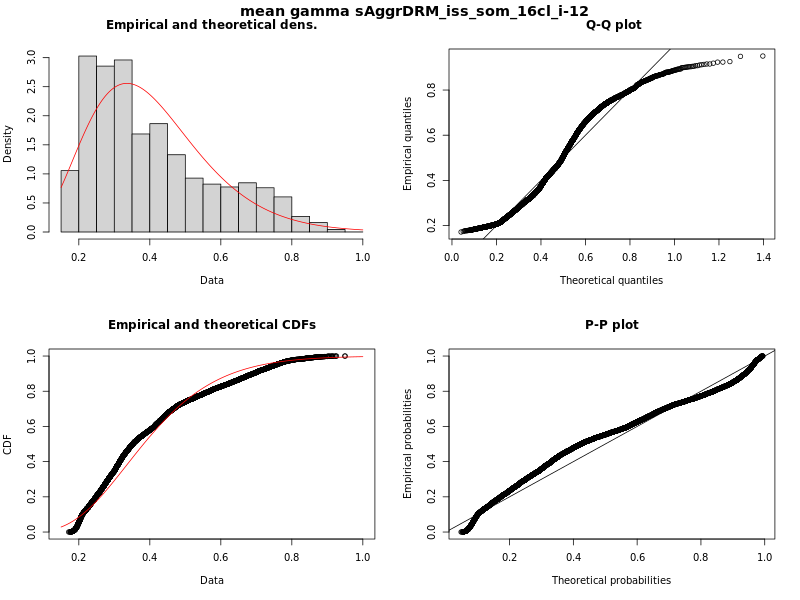 mean gamma sAggrDRM_iss_som_16cl_i-12
Empirical and theoretical dens.
Density
0.0 0.5 1.0 1.5 2.0 2.5 3.0
0.2 0.4 0.6 0.8 1.0
Data
Q-Q plot
Empirical quantiles
0.2 0.4 0.6 0.8
0.0 0.2 0.4 0.6 0.8 1.0 1.2 1.4
Theoretical quantiles
Empirical and theoretical CDFs
CDF
0.0 0.2 0.4 0.6 0.8 1.0
0.2 0.4 0.6 0.8 1.0
Data
P-P plot
Empirical probabilities
0.0 0.2 0.4 0.6 0.8 1.0
0.2 0.4 0.6 0.8 1.0
Theoretical probabilities